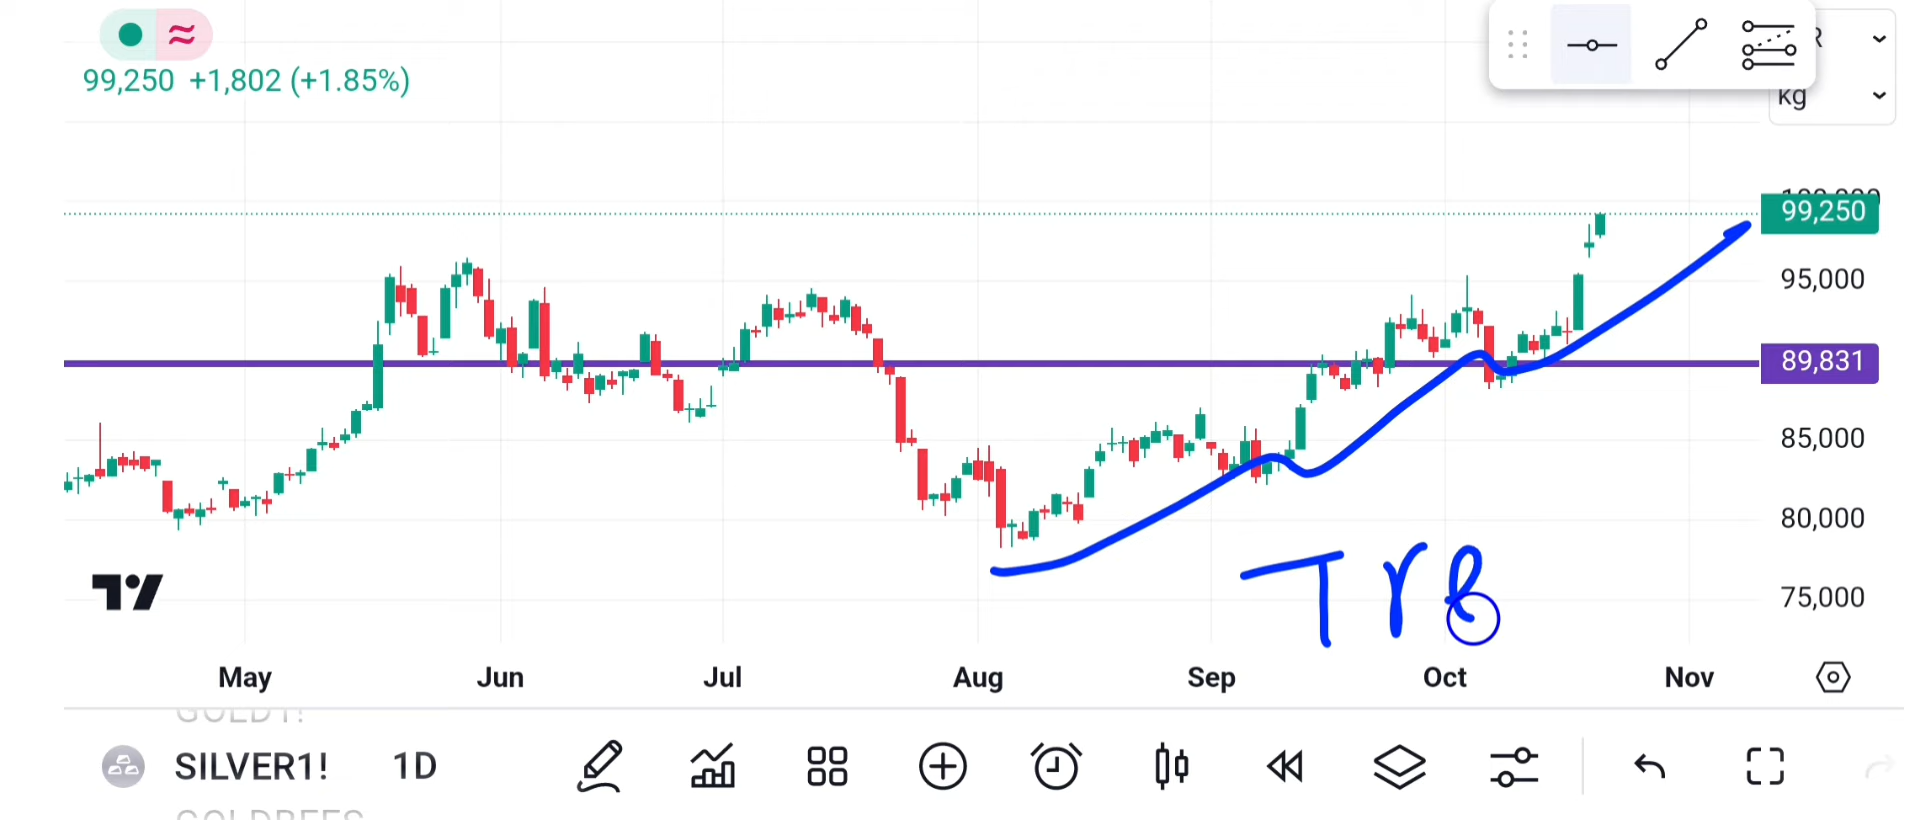 99,250 +1,802 (+1.85%)
kg
99,250
95,000
89,831
85,000
80,000
75,000
TrB
May Jun Jul Aug Sep Oct Nov
SILVER1! 1D